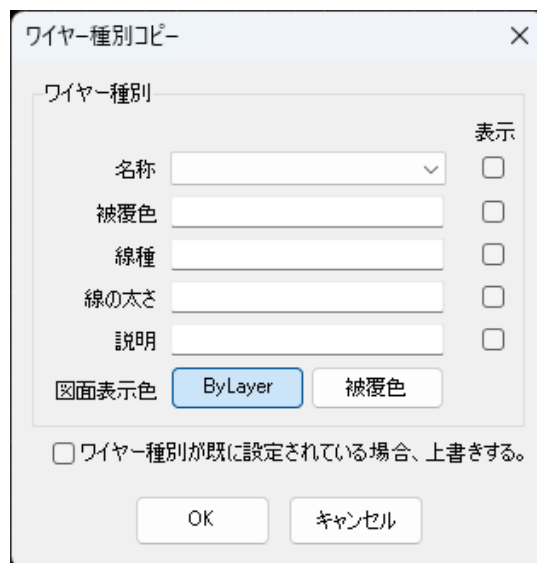 ワイヤー種別コピー
ワイヤー種別
表示
名称
被覆色
線種
線の太さ
説明
図面表示色 ByLayer 被覆色
ワイヤー種別が既に設定されている場合、上書きする。
OK キャンセル